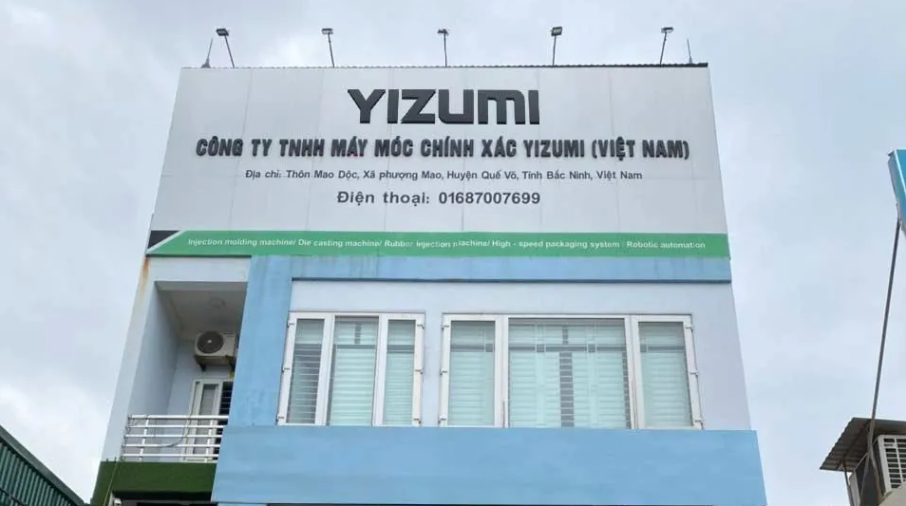 YIZUMI
CÔNG TY TNHH MÁY MÓC CHÍNH XÁC YIZUMI (VIỆT NAM)
Địa chỉ: Thôn Mao Dộc, Xã phượng Mao, Huyện Quế Võ, Tỉnh Bắc Ninh, Việt Nam
Điện thoại: 01687007699
Injection molding machine/ Die casting machine/ Rubber injection machine/ High - speed packaging system / Robotic automation